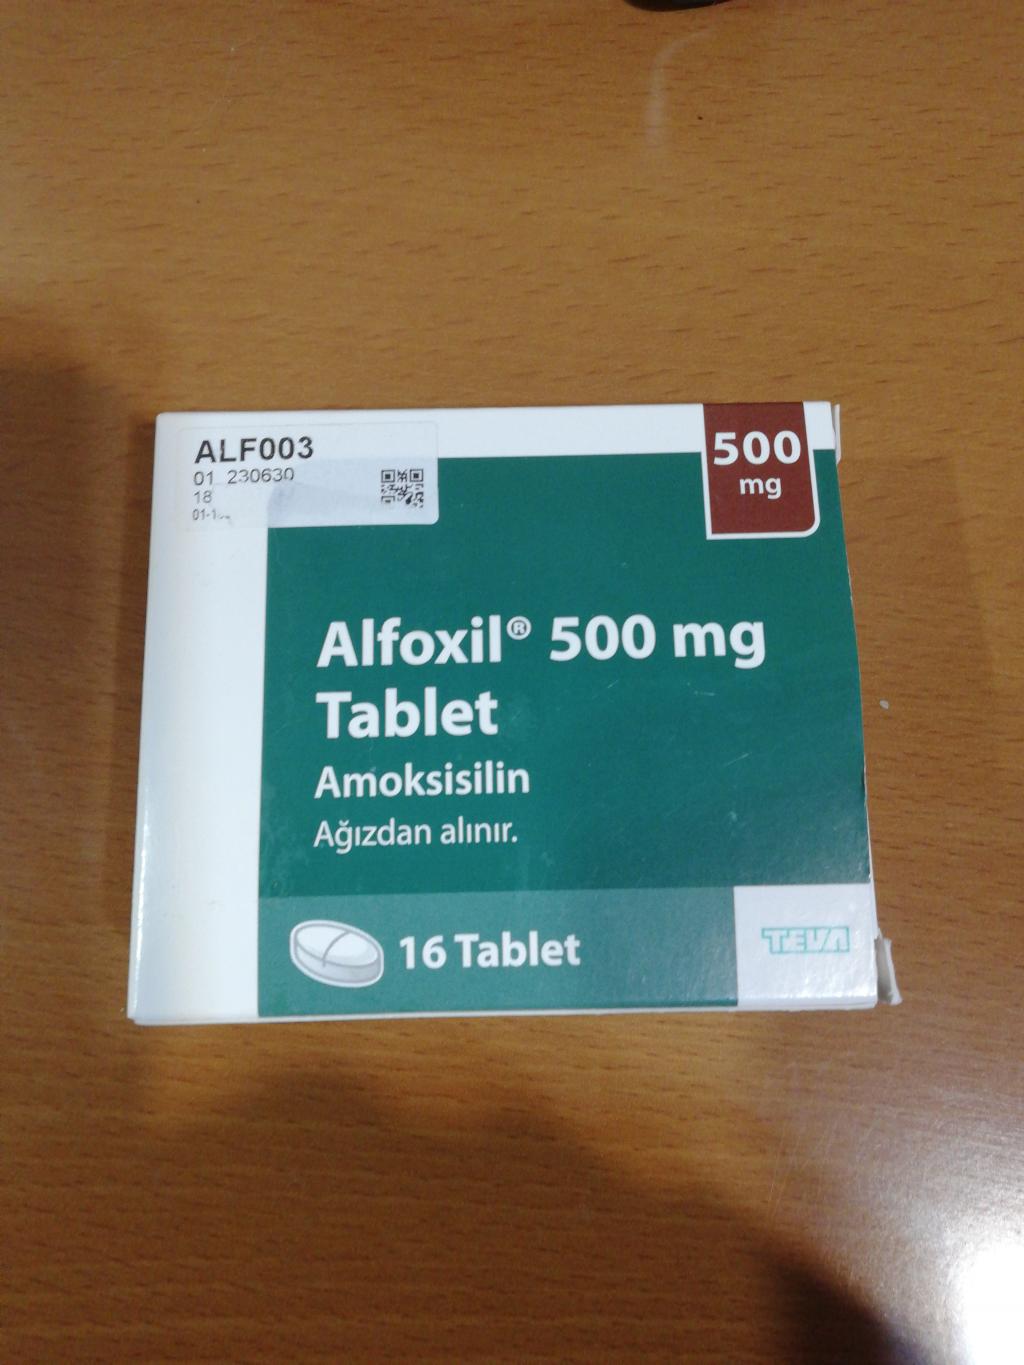 ALF003
01 230630
18
500
mg
Alfoxil® 500 mg
Tablet
Amoksisilin
Ağızdan alınır.
16 Tablet
TEVA